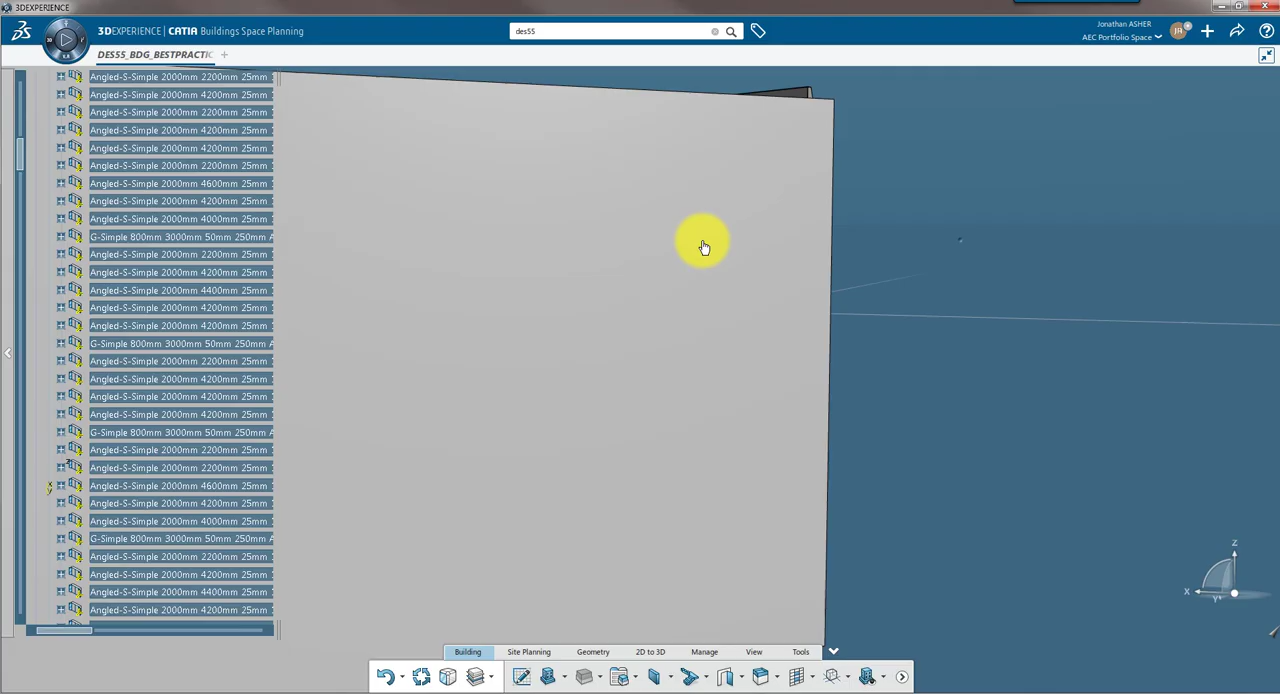 3DEXPERIENCE
3DEXPERIENCE | CATIA Buildings Space Planning
des55
Jonathan ASHER
AEC Portfolio Space
JA
DES55_BDG_BESTPRACTIC
Angled-S-Simple 2000mm 2200mm 25mm
Angled-S-Simple 2000mm 4200mm 25mm
Angled-S-Simple 2000mm 2200mm 25mm
Angled-S-Simple 2000mm 4200mm 25mm
Angled-S-Simple 2000mm 4200mm 25mm
Angled-S-Simple 2000mm 2200mm 25mm
Angled-S-Simple 2000mm 4600mm 25mm
Angled-S-Simple 2000mm 4200mm 25mm
Angled-S-Simple 2000mm 4000mm 25mm
G-Simple 800mm 3000mm 50mm 250mm A
Angled-S-Simple 2000mm 2200mm 25mm
Angled-S-Simple 2000mm 4200mm 25mm
Angled-S-Simple 2000mm 4400mm 25mm
Angled-S-Simple 2000mm 4200mm 25mm
Angled-S-Simple 2000mm 4200mm 25mm
G-Simple 800mm 3000mm 50mm 250mm A
Angled-S-Simple 2000mm 2200mm 25mm
Angled-S-Simple 2000mm 4200mm 25mm
Angled-S-Simple 2000mm 4200mm 25mm
Angled-S-Simple 2000mm 4200mm 25mm
G-Simple 800mm 3000mm 50mm 250mm A
Angled-S-Simple 2000mm 2200mm 25mm
Angled-S-Simple 2000mm 2200mm 25mm
Angled-S-Simple 2000mm 4600mm 25mm
Angled-S-Simple 2000mm 4200mm 25mm
Angled-S-Simple 2000mm 4000mm 25mm
G-Simple 800mm 3000mm 50mm 250mm A
Angled-S-Simple 2000mm 2200mm 25mm
Angled-S-Simple 2000mm 4200mm 25mm
Angled-S-Simple 2000mm 4400mm 25mm
Angled-S-Simple 2000mm 4200mm 25mm
Z
X
Y
Building
Site Planning
Geometry
2D to 3D
Manage
View
Tools